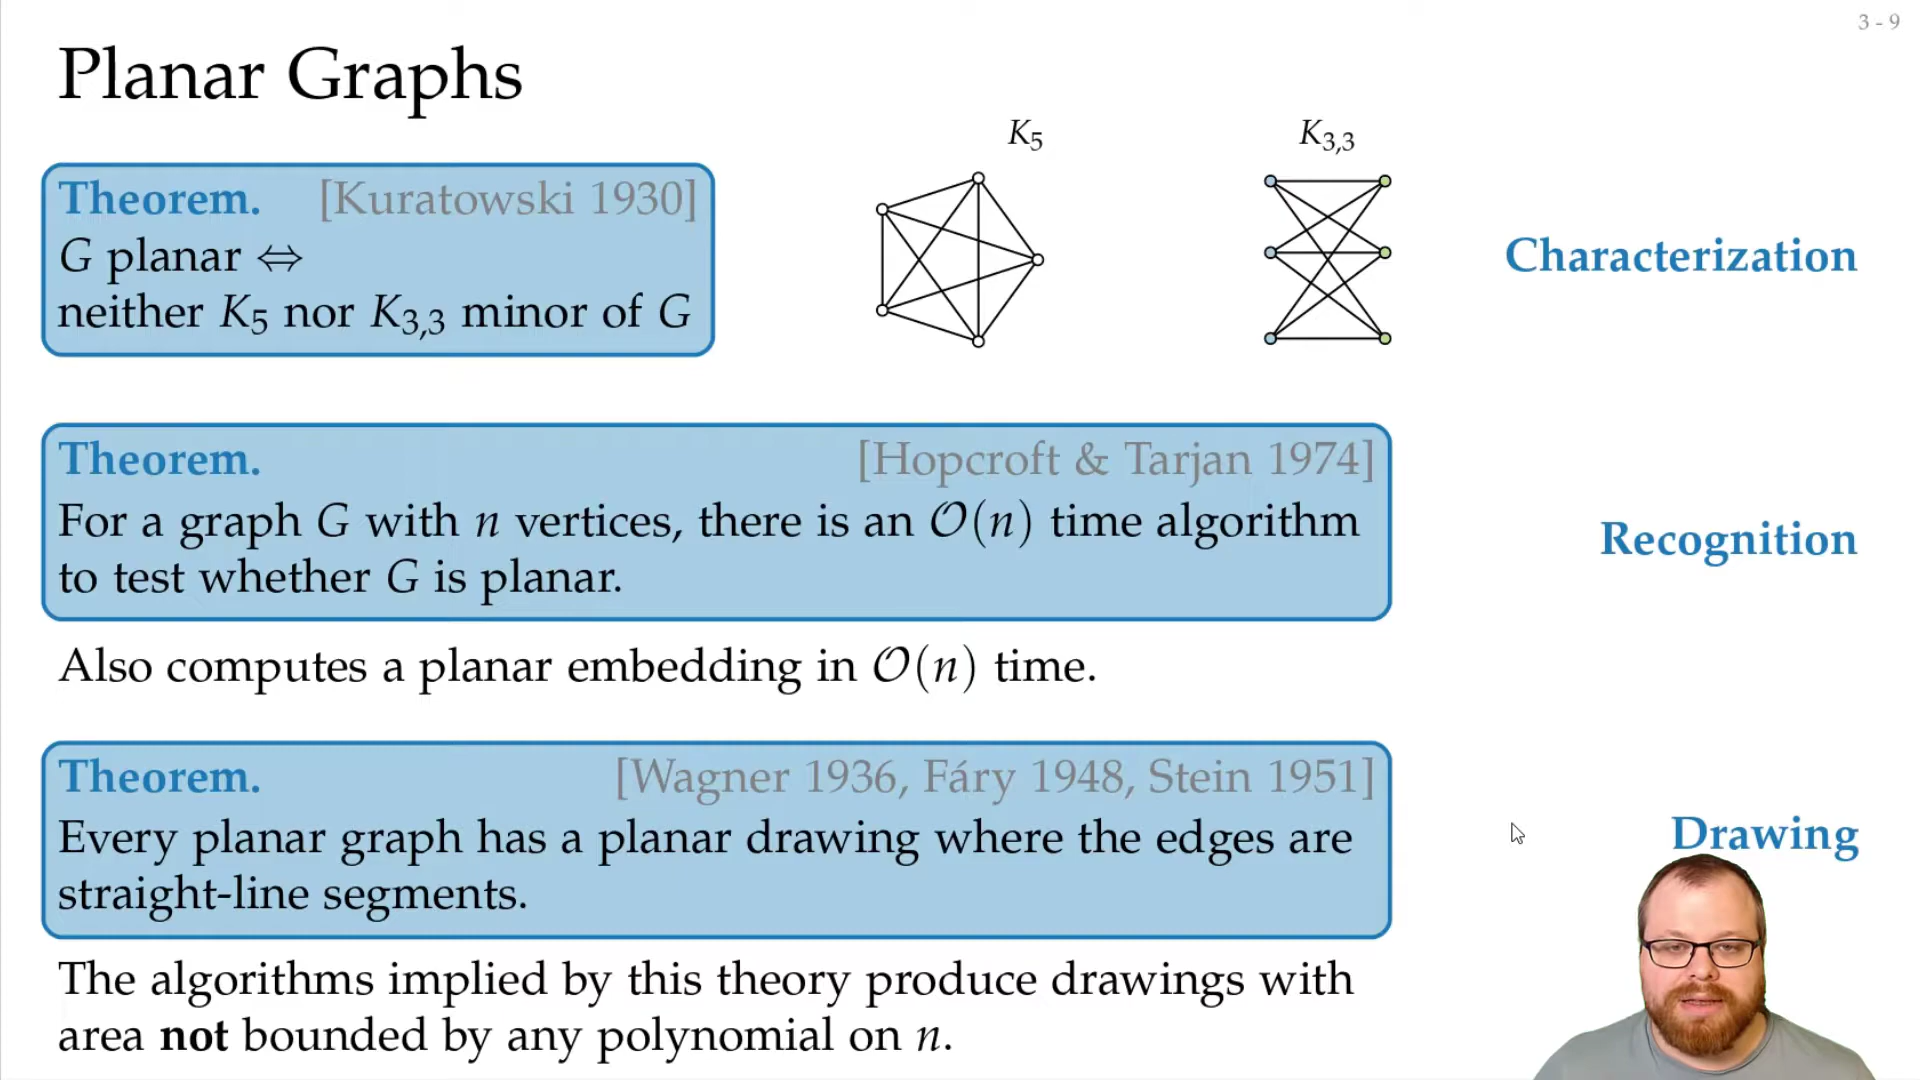 3 - 9
Planar Graphs
Theorem. [Kuratowski 1930]
G planar ⇔
neither K₅ nor K₃,₃ minor of G
K₅
K₃,₃
Characterization
Theorem. [Hopcroft & Tarjan 1974]
For a graph G with n vertices, there is an 𝒪(n) time algorithm
to test whether G is planar.
Recognition
Also computes a planar embedding in 𝒪(n) time.
Theorem. [Wagner 1936, Fáry 1948, Stein 1951]
Every planar graph has a planar drawing where the edges are
straight-line segments.
Drawing
The algorithms implied by this theory produce drawings with
area not bounded by any polynomial on n.